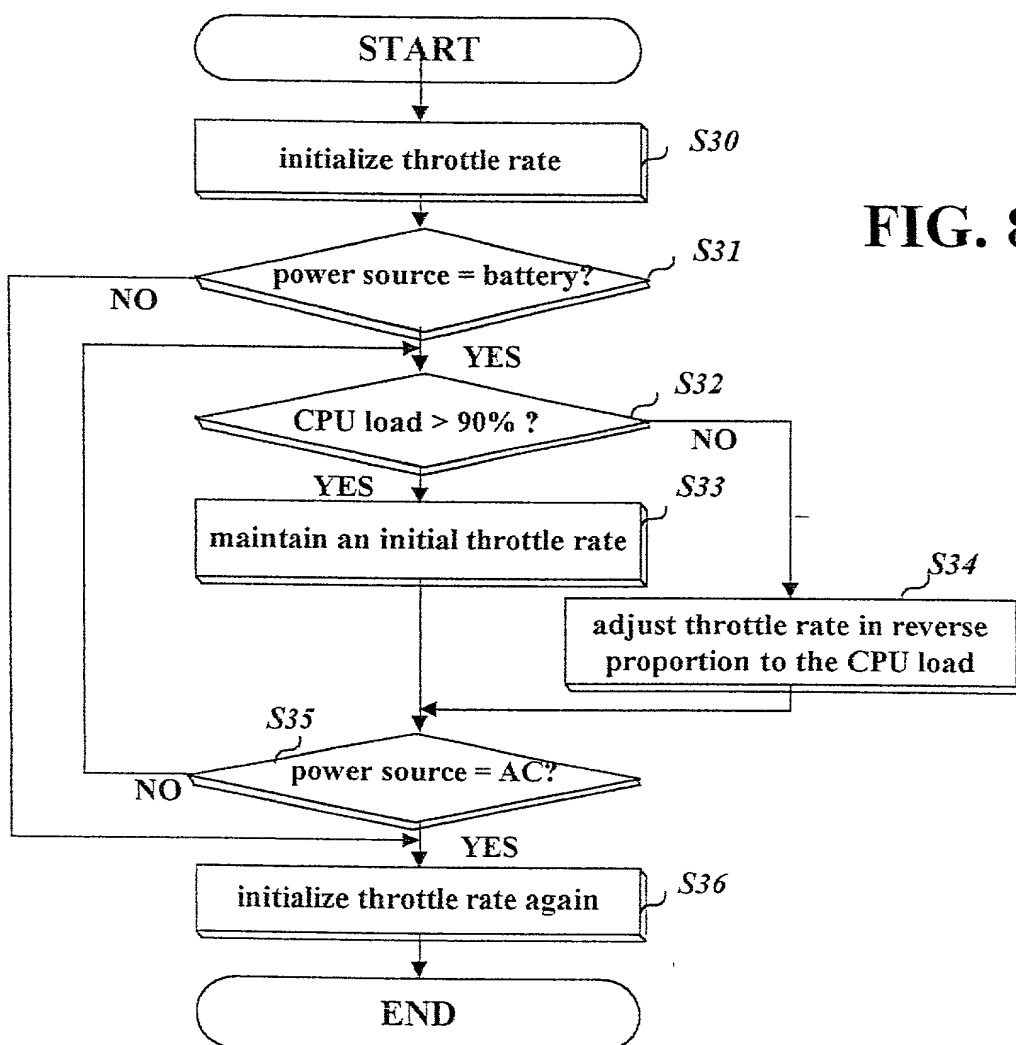 START
initialize throttle rate
S30
FIG. 8
power source = battery?
S31
NO
YES
CPU load > 90% ?
S32
NO
YES
S33
maintain an initial throttle rate
S34
adjust throttle rate in reverse
proportion to the CPU load
S35
power source = AC?
NO
YES
initialize throttle rate again
S36
END